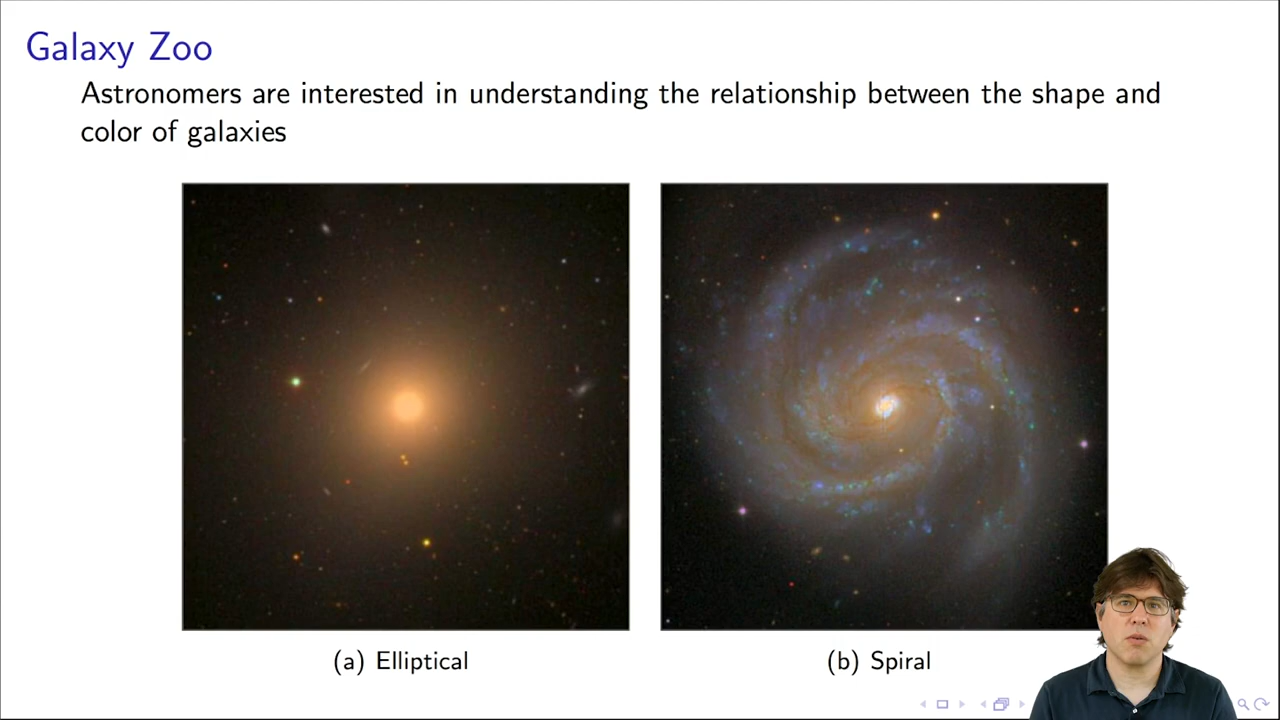 Galaxy Zoo
Astronomers are interested in understanding the relationship between the shape and
color of galaxies
(a) Elliptical
(b) Spiral